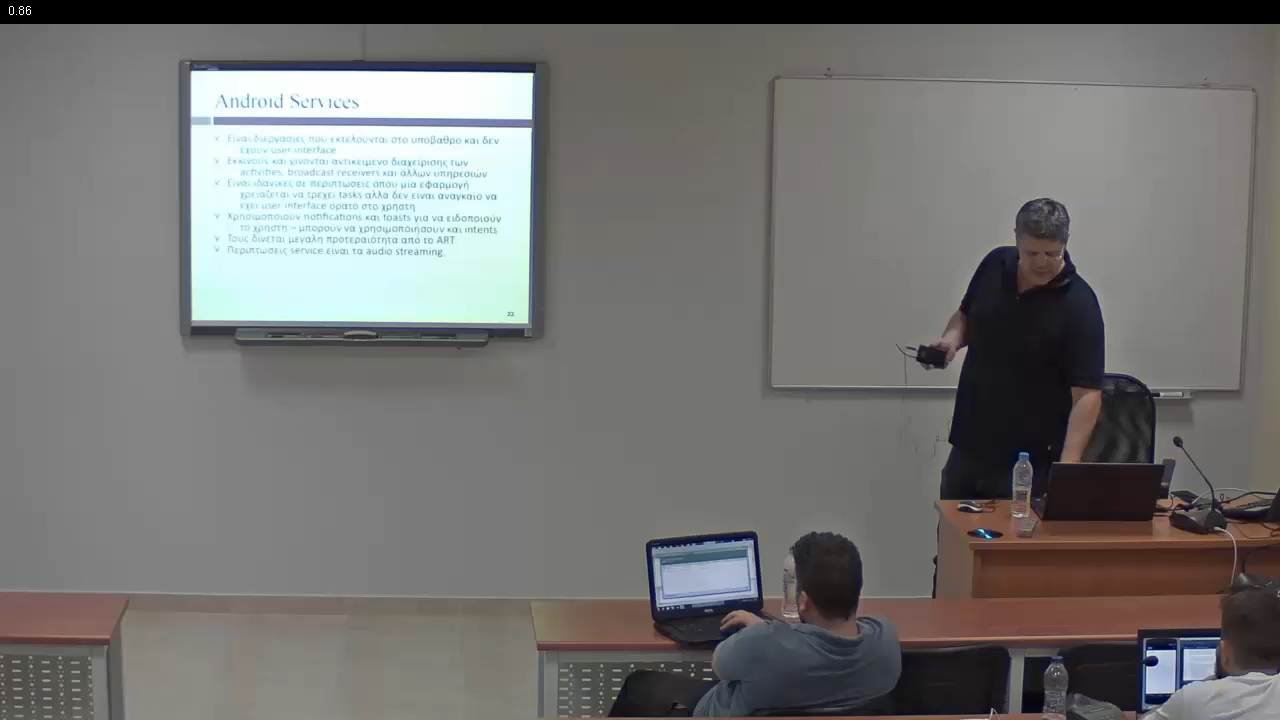 0.86
Android Services
v Είναι διεργασίες που εκτελούνται στο υπόβαθρο και δεν
έχουν user interface
v Εκκινούν και γίνονται αντικείμενο διαχείρισης των
activities, broadcast receivers και άλλων υπηρεσιών
v Είναι ιδανικές σε περιπτώσεις όπου μια εφαρμογή
χρειάζεται να τρέχει tasks αλλά δεν είναι αναγκαίο να
έχει user interface ορατό στο χρήστη
v Χρησιμοποιούν notifications και toasts για να ειδοποιούν
το χρήστη – μπορούν να χρησιμοποιήσουν και intents
v Τους δίνεται μεγάλη προτεραιότητα από το ART
v Περιπτώσεις service είναι τα audio streaming.
22